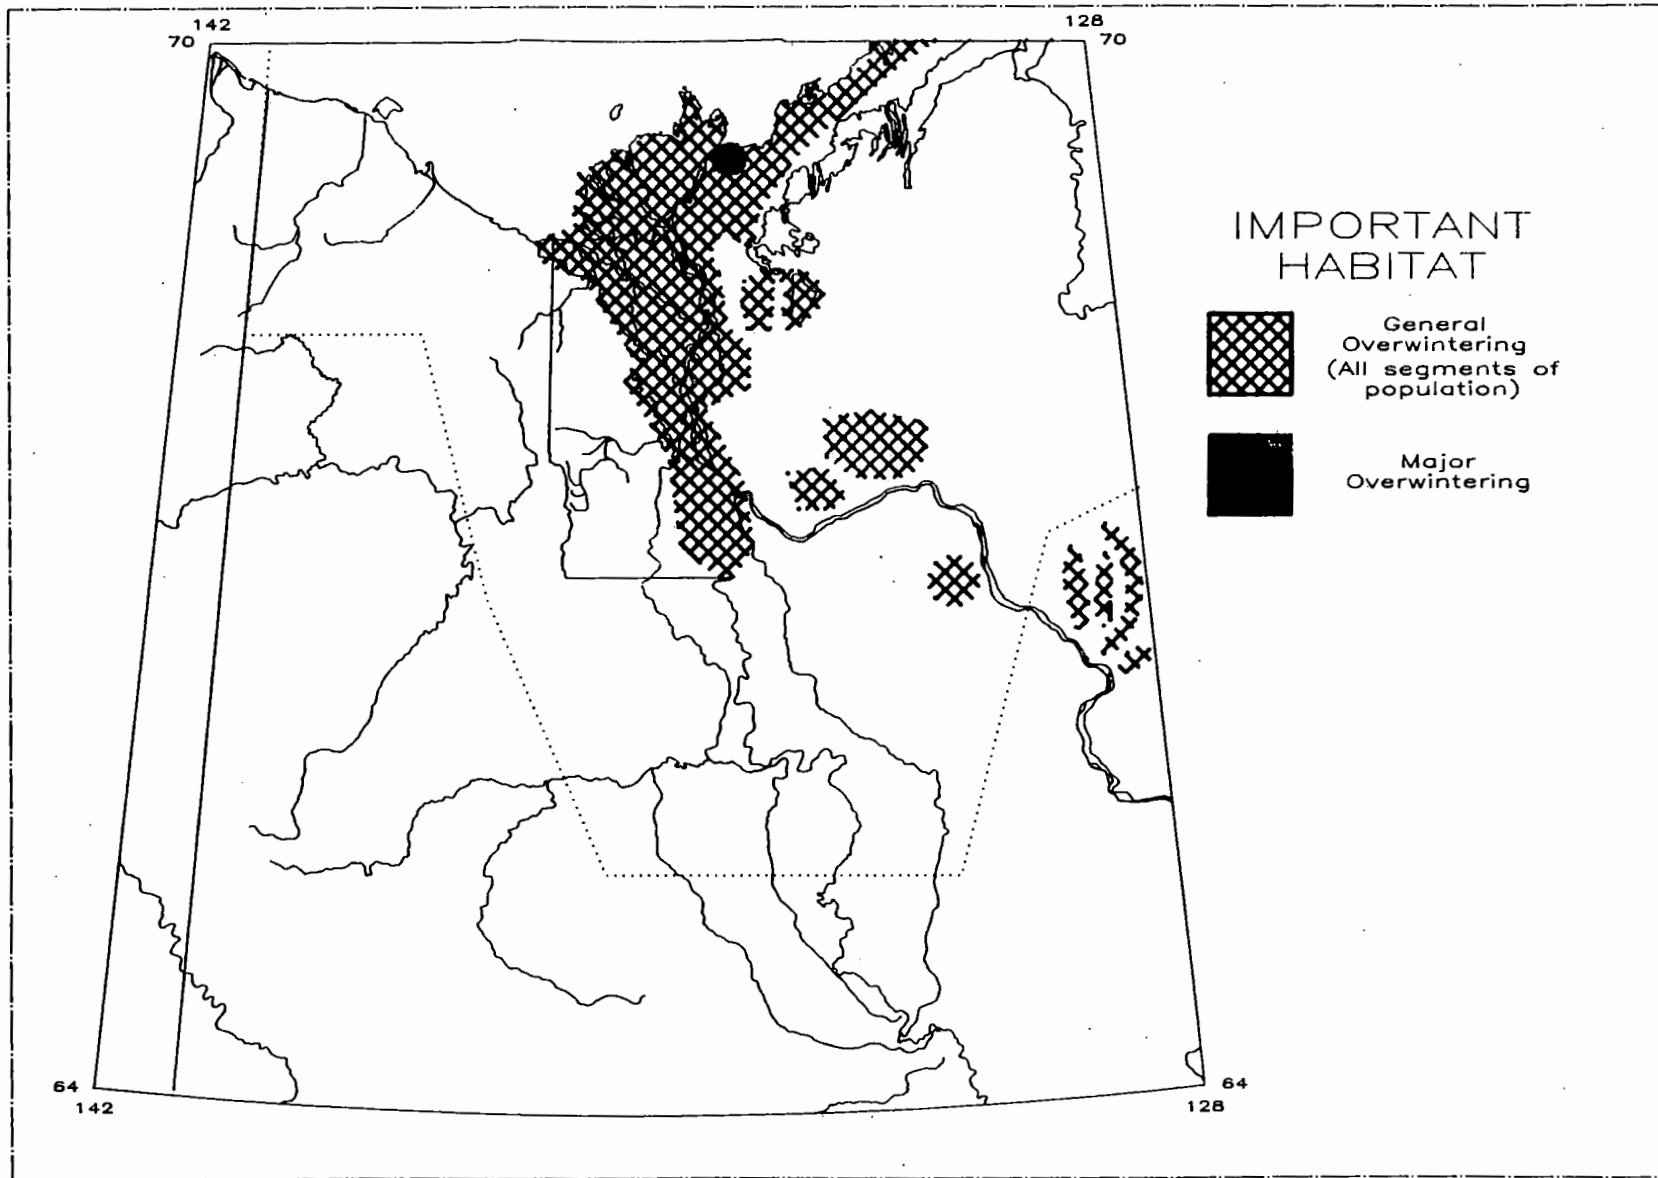 142
128
70
70
IMPORTANT
HABITAT
General
Overwintering
(All segments of
population)
Major
Overwintering
64
64
142
128